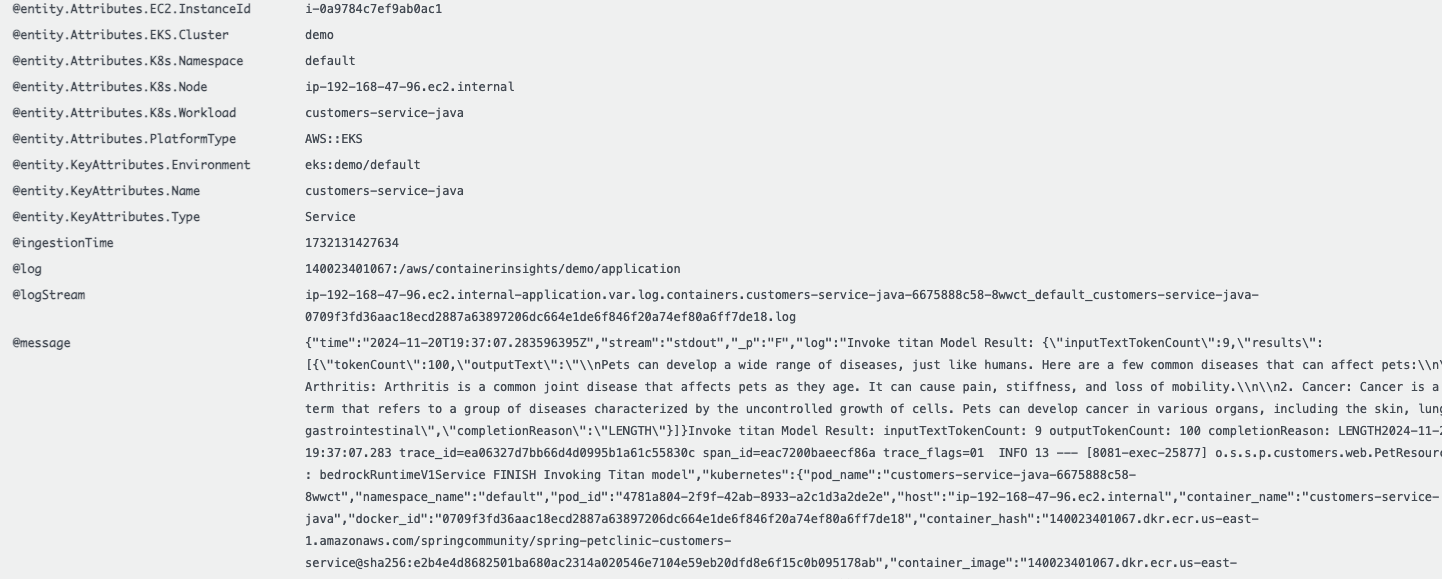 @entity.Attributes.EC2.InstanceId i-0a9784c7ef9ab0ac1
@entity.Attributes.EKS.Cluster demo
@entity.Attributes.K8s.Namespace default
@entity.Attributes.K8s.Node ip-192-168-47-96.ec2.internal
@entity.Attributes.K8s.Workload customers-service-java
@entity.Attributes.PlatformType AWS::EKS
@entity.KeyAttributes.Environment eks:demo/default
@entity.KeyAttributes.Name customers-service-java
@entity.KeyAttributes.Type Service
@ingestionTime 1732131427634
@log 140023401067:/aws/containerinsights/demo/application
@logStream ip-192-168-47-96.ec2.internal-application.var.log.containers.customers-service-java-6675888c58-8wwct_default_customers-service-java-
0709f3fd36aac18ecd2887a63897206dc664e1de6f846f20a74ef80a6ff7de18.log
@message {"time":"2024-11-20T19:37:07.283596395Z","stream":"stdout","_p":"F","log":"Invoke titan Model Result: {\"inputTextTokenCount\":9,\"results\":
[{\"tokenCount\":100,\"outputText\":\"\\nPets can develop a wide range of diseases, just like humans. Here are a few common diseases that can affect pets:\\n\
Arthritis: Arthritis is a common joint disease that affects pets as they age. It can cause pain, stiffness, and loss of mobility.\\n\\n2. Cancer: Cancer is a
term that refers to a group of diseases characterized by the uncontrolled growth of cells. Pets can develop cancer in various organs, including the skin, lung
gastrointestinal\",\"completionReason\":\"LENGTH\"}]}Invoke titan Model Result: inputTextTokenCount: 9 outputTokenCount: 100 completionReason: LENGTH2024-11-2
19:37:07.283 trace_id=ea06327d7bb66d4d0995b1a61c55830c span_id=eac7200baeecf86a trace_flags=01  INFO 13 --- [8081-exec-25877] o.s.s.p.customers.web.PetResour
: bedrockRuntimeV1Service FINISH Invoking Titan model","kubernetes":{"pod_name":"customers-service-java-6675888c58-
8wwct","namespace_name":"default","pod_id":"4781a804-2f9f-42ab-8933-a2c1d3a2de2e","host":"ip-192-168-47-96.ec2.internal","container_name":"customers-service-
java","docker_id":"0709f3fd36aac18ecd2887a63897206dc664e1de6f846f20a74ef80a6ff7de18","container_hash":"140023401067.dkr.ecr.us-east-
1.amazonaws.com/springcommunity/spring-petclinic-customers-
service@sha256:e2b4e4d8682501ba680ac2314a020546e7104e59eb20dfd8e6f15c0b095178ab","container_image":"140023401067.dkr.ecr.us-east-